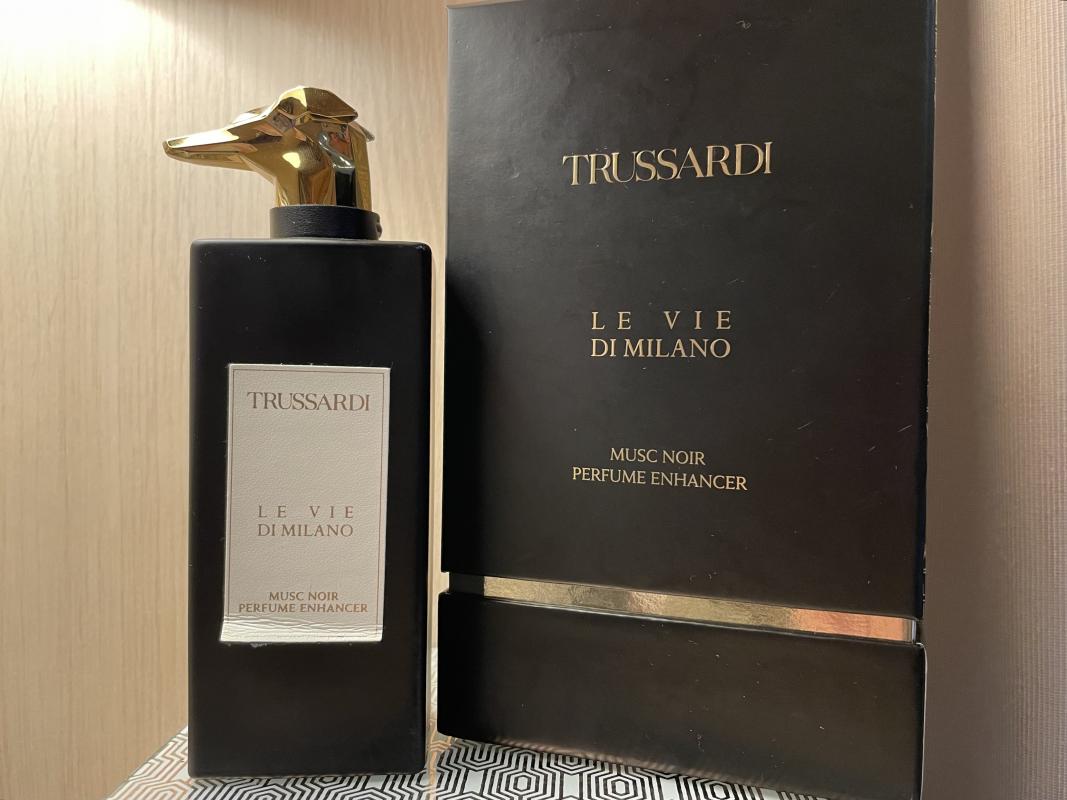 TRUSSARDI
LE VIE
DI MILANO
MUSC NOIR
PERFUME ENHANCER
TRUSSARDI
LE VIE
DI MILANO
MUSC NOIR
PERFUME ENHANCER